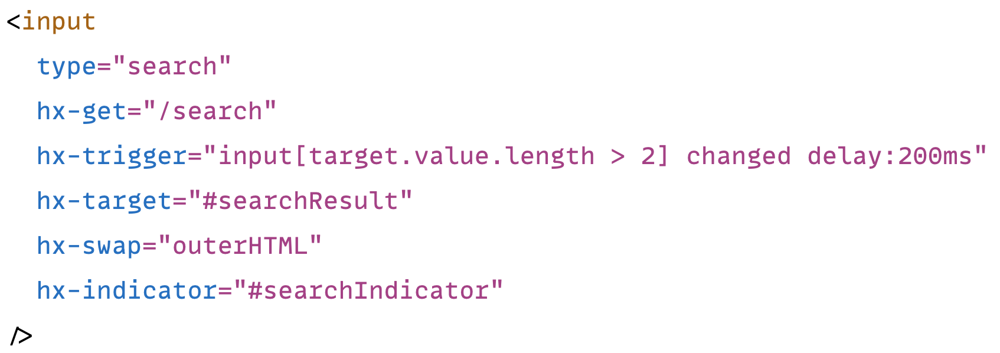 <input
type="search"
hx-get="/search"
hx-trigger="input[target.value.length > 2] changed delay:200ms"
hx-target="#searchResult"
hx-swap="outerHTML"
hx-indicator="#searchIndicator"
/>